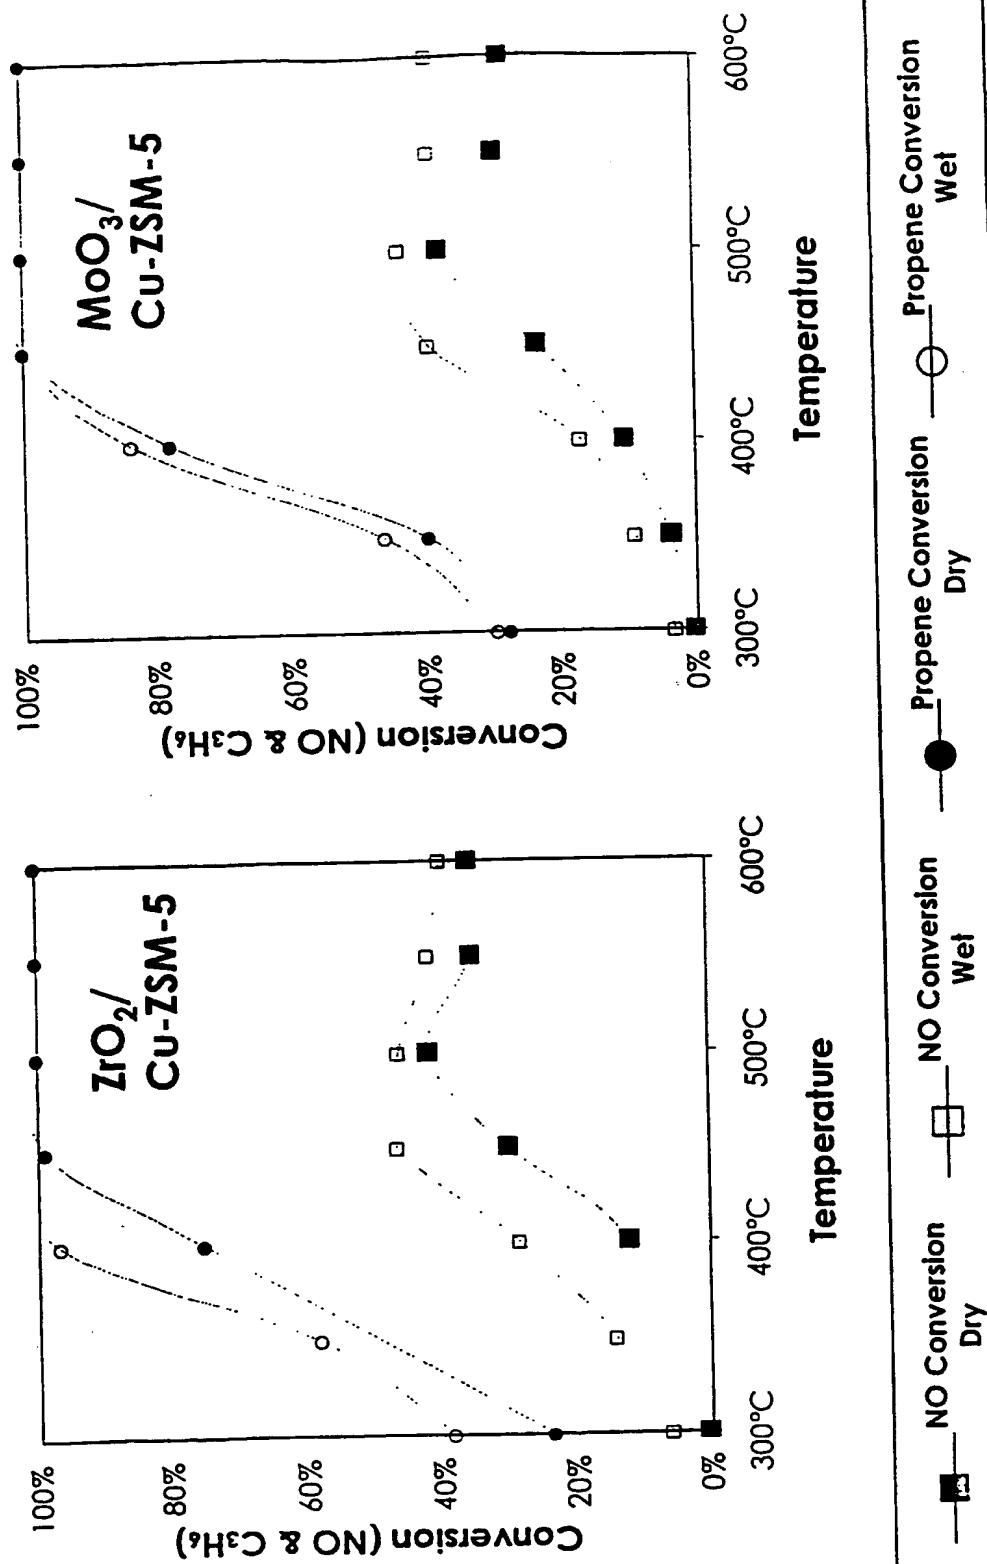 ZrO2/
Cu-ZSM-5
Conversion (NO & C3H6)
100%
80%
60%
40%
20%
0%
300°C
400°C
500°C
600°C
Temperature
MoO3/
Cu-ZSM-5
Conversion (NO & C3H6)
100%
80%
60%
40%
20%
0%
300°C
400°C
500°C
600°C
Temperature
NO Conversion
Dry
NO Conversion
Wet
Propene Conversion
Dry
Propene Conversion
Wet